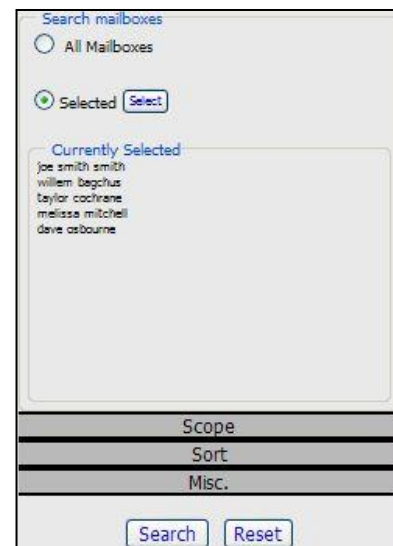 Search mailboxes
All Mailboxes
Selected Select
Currently Selected
joe smith smith
willem bagchus
taylor cochrane
melissa mitchell
dave osbourne
Scope
Sort
Misc.
Search Reset